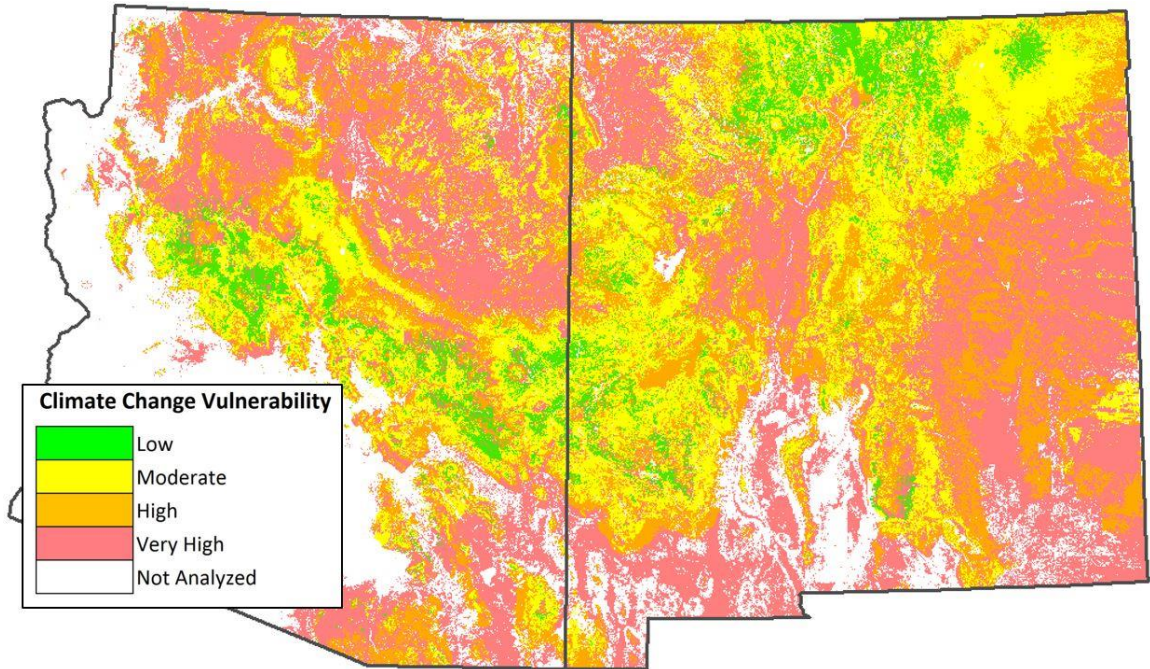 Climate Change Vulnerability
Low
Moderate
High
Very High
Not Analyzed